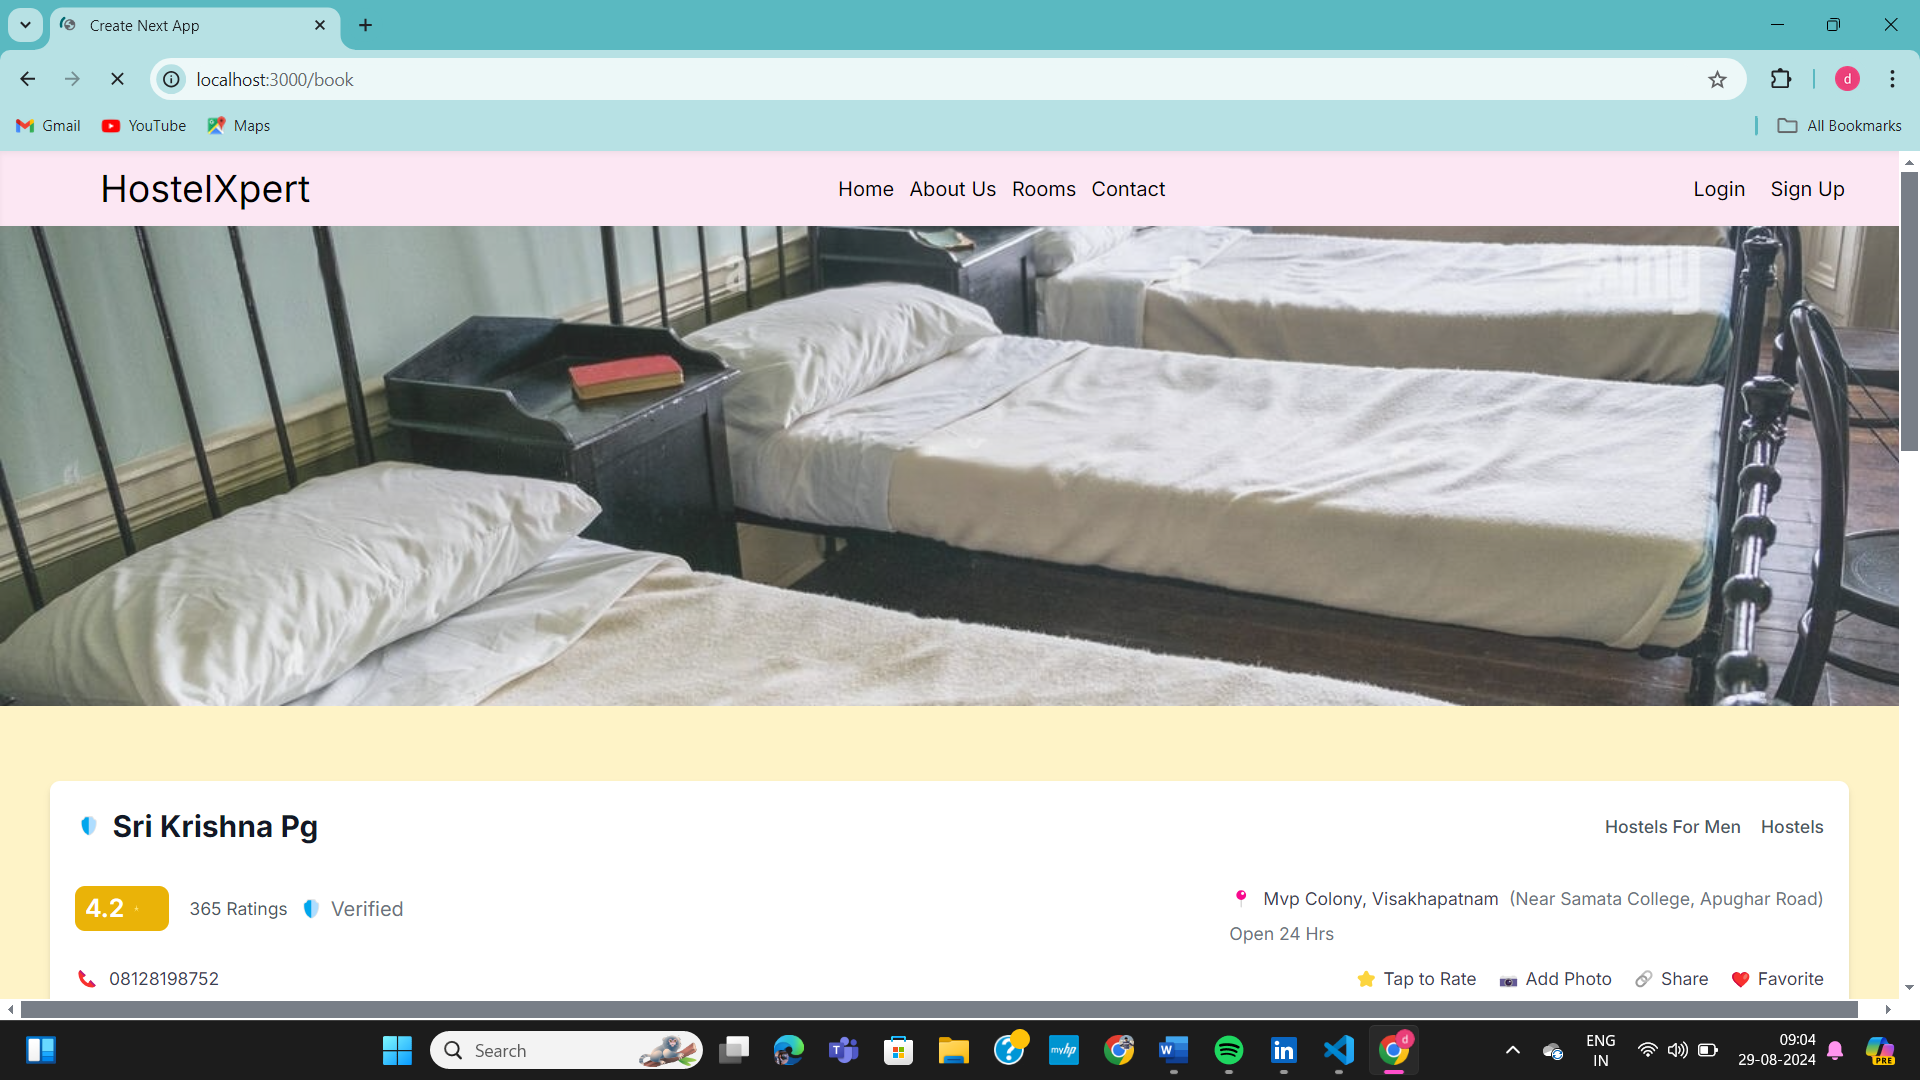 Create Next App
localhost:3000/book
Gmail YouTube Maps All Bookmarks
HostelXpert Home About Us Rooms Contact Login Sign Up
Sri Krishna Pg Hostels For Men Hostels
4.2 365 Ratings Verified Mvp Colony, Visakhapatnam (Near Samata College, Apughar Road)
Open 24 Hrs
08128198752 Tap to Rate Add Photo Share Favorite
Search myhp ENG 09:04
IN 29-08-2024 PRE